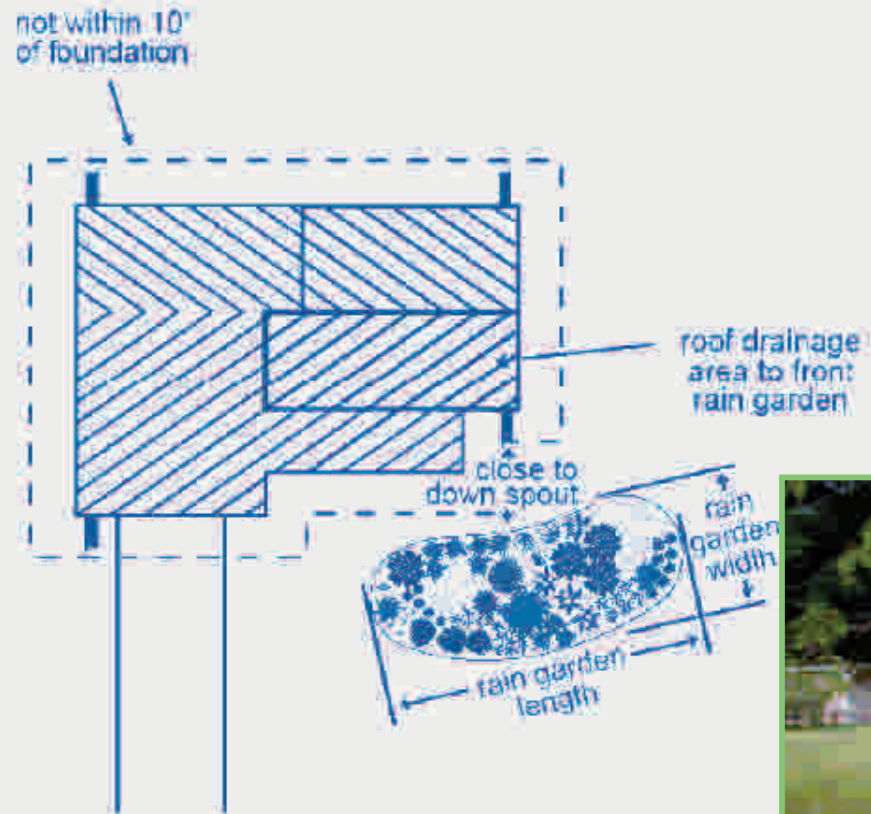 not within 10'
of foundation
roof drainage
area to front
rain garden
close to
down spout
rain
garden
width
rain garden
length